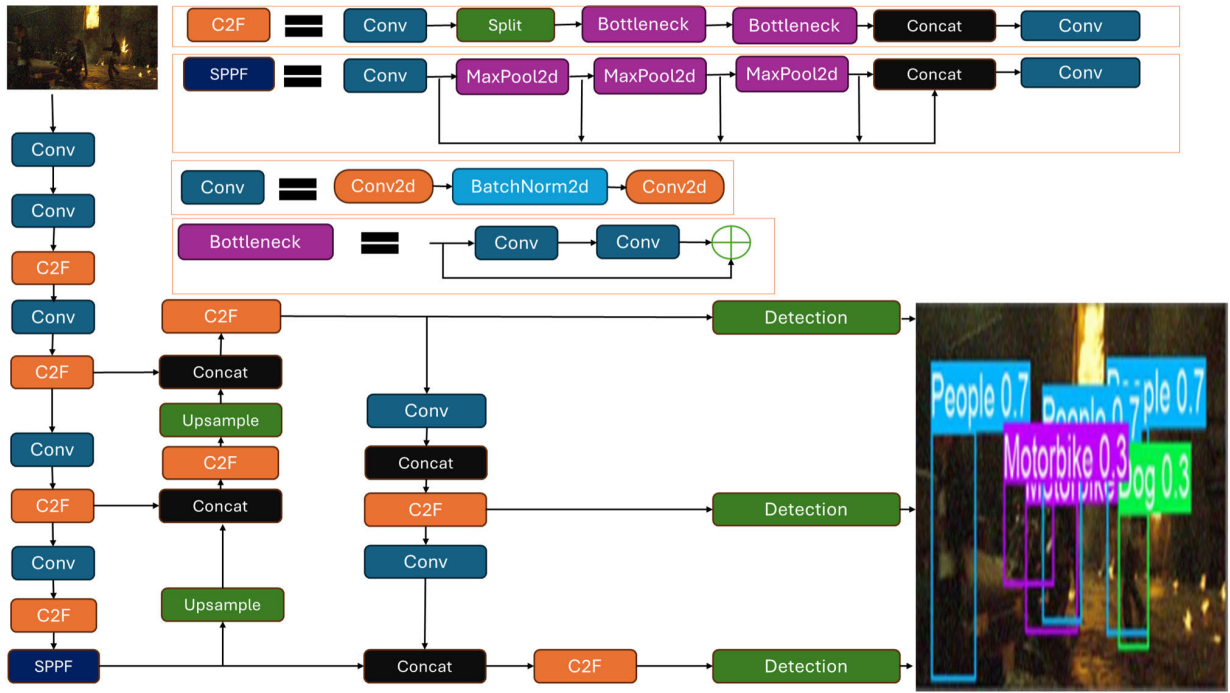 C2F Conv Split Bottleneck Bottleneck Concat Conv
SPPF Conv MaxPool2d MaxPool2d MaxPool2d Concat Conv
Conv Conv2d BatchNorm2d Conv2d
Bottleneck Conv Conv
Conv
Conv
C2F
Conv
C2F
Conv
C2F
Conv
C2F
SPPF
C2F
Concat
Upsample
C2F
Concat
Upsample
Conv
Concat
C2F
Conv
Concat
C2F
Detection
Detection
Detection
People 0.7
People 0.7
ple 0.7
Motorbike 0.3
Motorbike
Dog 0.3